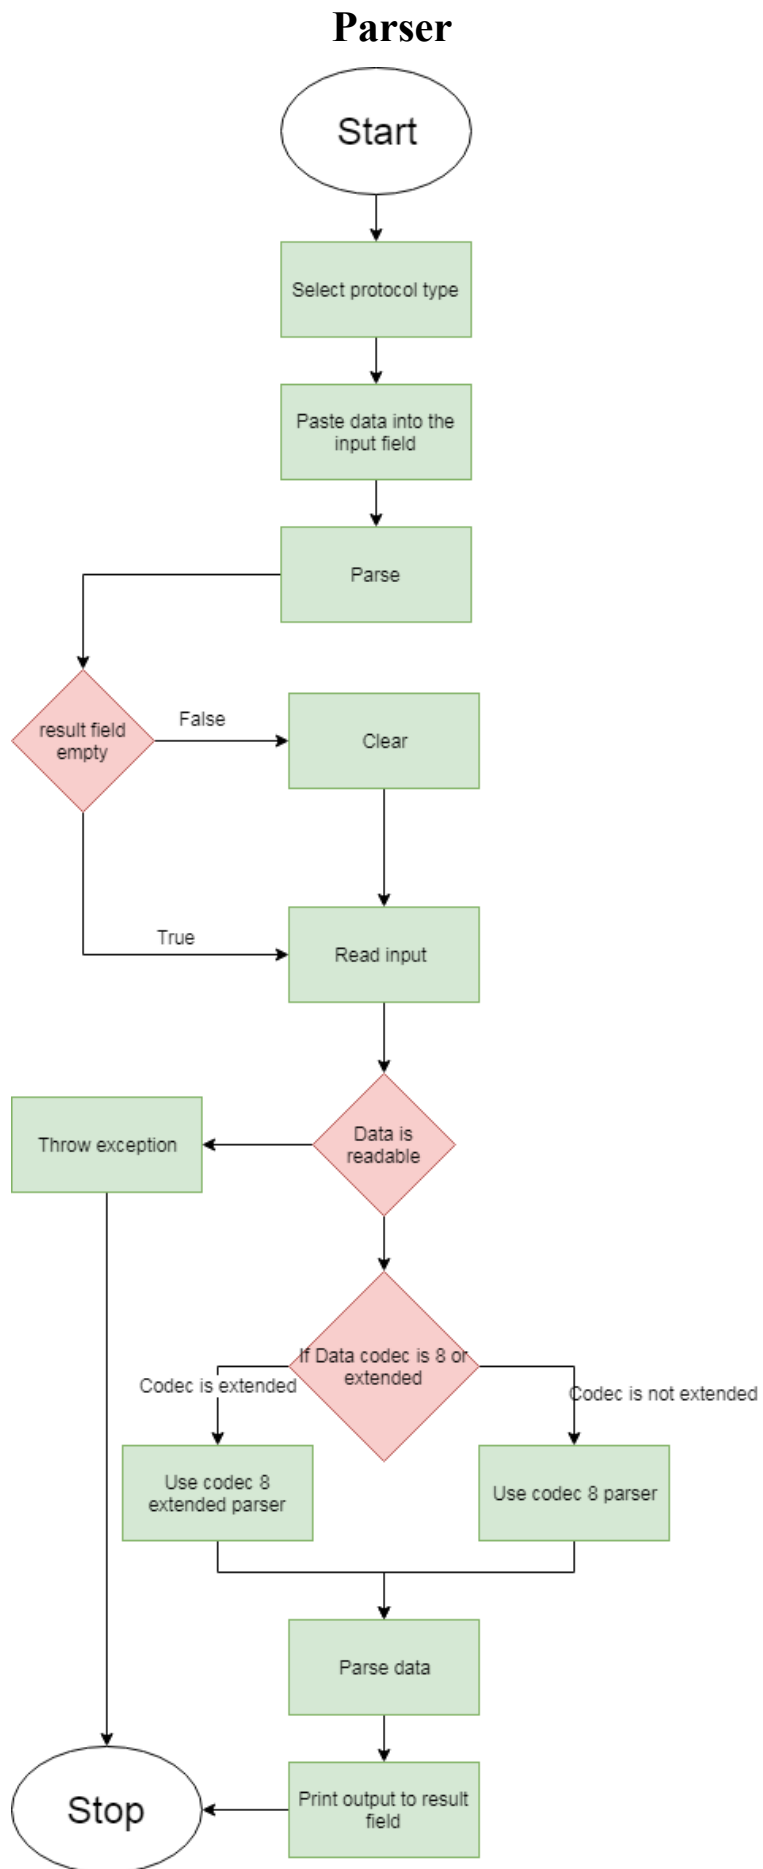 Parser
Start
Select protocol type
Paste data into the
input field
Parse
result field
empty
False
Clear
True
Read input
Throw exception
Data is
readable
If Data codec is 8 or
extended
Codec is extended
Codec is not extended
Use codec 8
extended parser
Use codec 8 parser
Parse data
Stop
Print output to result
field